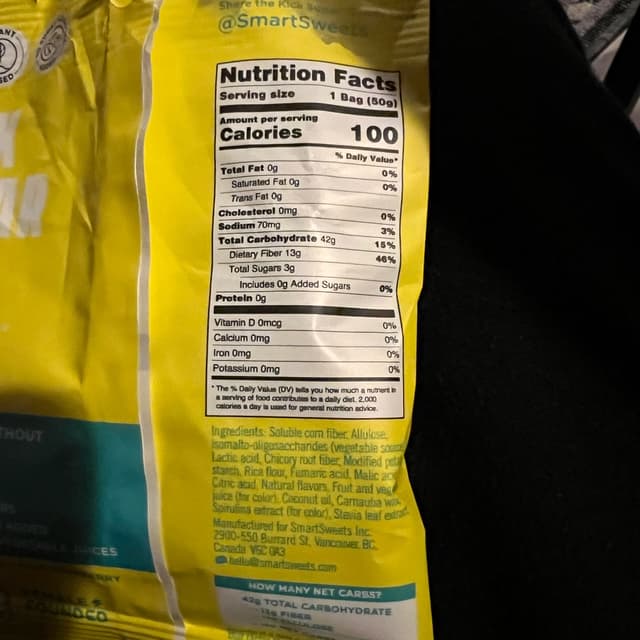 Share the Kick
@SmartSweets
Nutrition Facts
Serving size 1 Bag (50g)
Amount per serving
Calories 100
% Daily Value*
Total Fat 0g 0%
Saturated Fat 0g 0%
Trans Fat 0g
Cholesterol 0mg 0%
Sodium 70mg 3%
Total Carbohydrate 42g 15%
Dietary Fiber 13g 46%
Total Sugars 3g
Includes 0g Added Sugars 0%
Protein 0g
Vitamin D 0mcg 0%
Calcium 0mg 0%
Iron 0mg 0%
Potassium 0mg 0%
* The % Daily Value (DV) tells you how much a nutrient in
a serving of food contributes to a daily diet. 2,000
calories a day is used for general nutrition advice.
Ingredients: Soluble corn fiber, Allulose,
Isomalto-oligosaccharides (vegetable source
Lactic acid, Chicory root fiber, Modified
starch, Rice flour, Fumaric acid, Malic
Citric acid, Natural flavors, Fruit and
juice (for color), Coconut oil, Carnauba wax,
Spirulina extract (for color), Stevia leaf extract.
Manufactured for SmartSweets Inc.
2900-550 Burrard St, Vancouver, BC,
Canada V6C 0A3
hello@smartsweets.com
HOW MANY NET CARBS?
42g TOTAL CARBOHYDRATE
13g FIBER